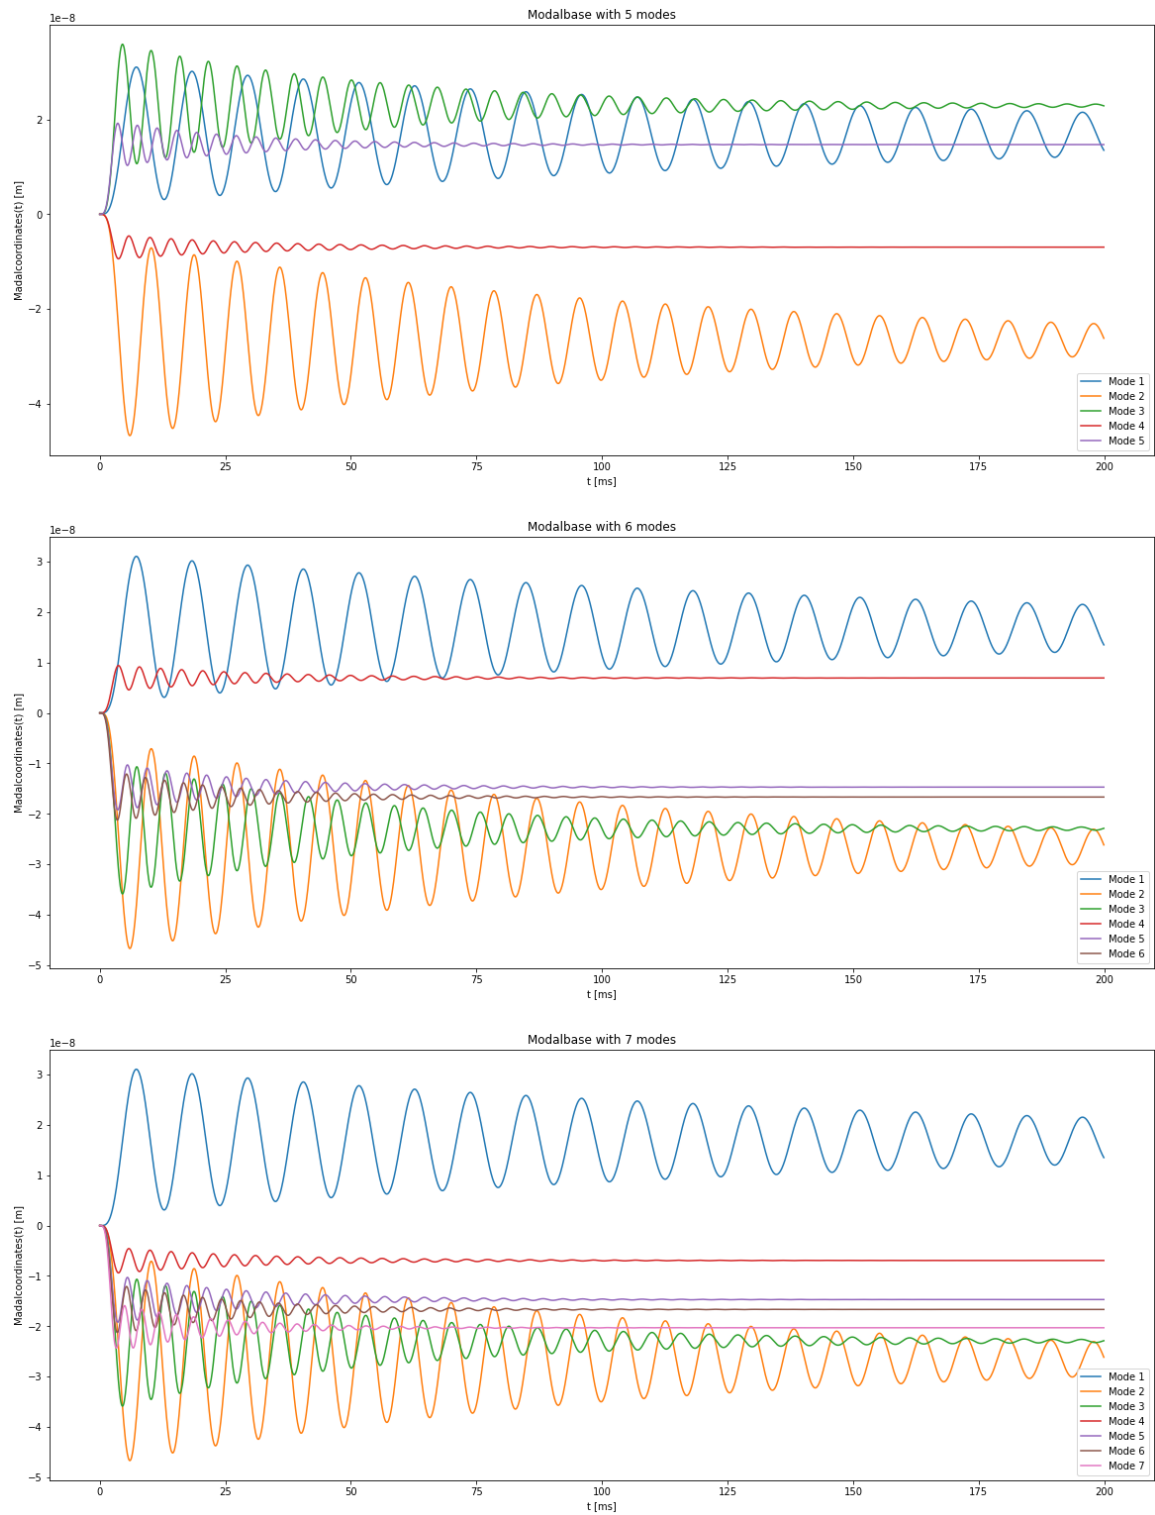 Modalbase with 5 modes
1e−8
2
0
−2
−4
Madalcoordinates(t) [m]
0 25 50 75 100 125 150 175 200
t [ms]
Mode 1
Mode 2
Mode 3
Mode 4
Mode 5
Modalbase with 6 modes
1e−8
3
2
1
0
−1
−2
−3
−4
−5
Madalcoordinates(t) [m]
0 25 50 75 100 125 150 175 200
t [ms]
Mode 1
Mode 2
Mode 3
Mode 4
Mode 5
Mode 6
Modalbase with 7 modes
1e−8
3
2
1
0
−1
−2
−3
−4
−5
Madalcoordinates(t) [m]
0 25 50 75 100 125 150 175 200
t [ms]
Mode 1
Mode 2
Mode 3
Mode 4
Mode 5
Mode 6
Mode 7